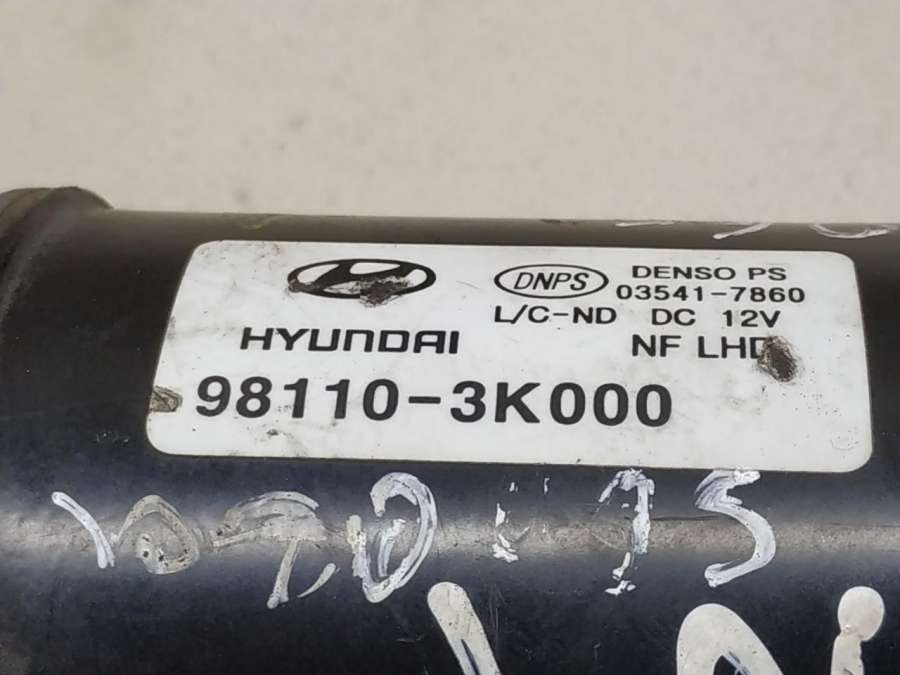 DNPS DENSO PS
03541-7860
L/C-ND DC 12V
HYUNDAI NF LHD
98110-3K000